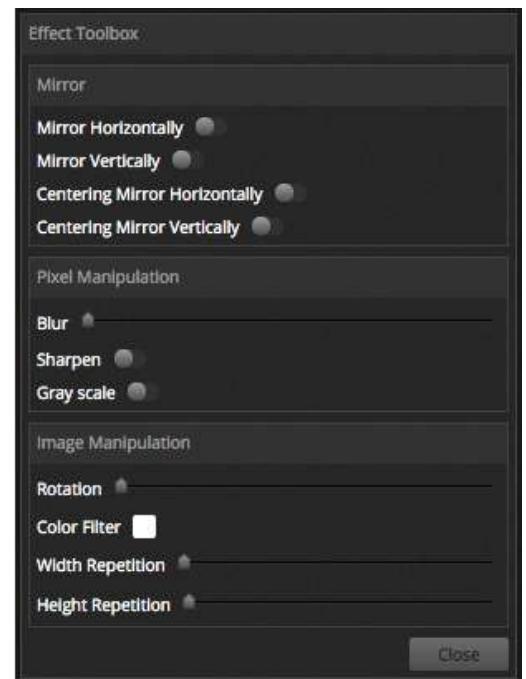 Effect Toolbox
Mirror
Mirror Horizontally
Mirror Vertically
Centering Mirror Horizontally
Centering Mirror Vertically
Pixel Manipulation
Blur
Sharpen
Gray scale
Image Manipulation
Rotation
Color Filter
Width Repetition
Height Repetition
Close